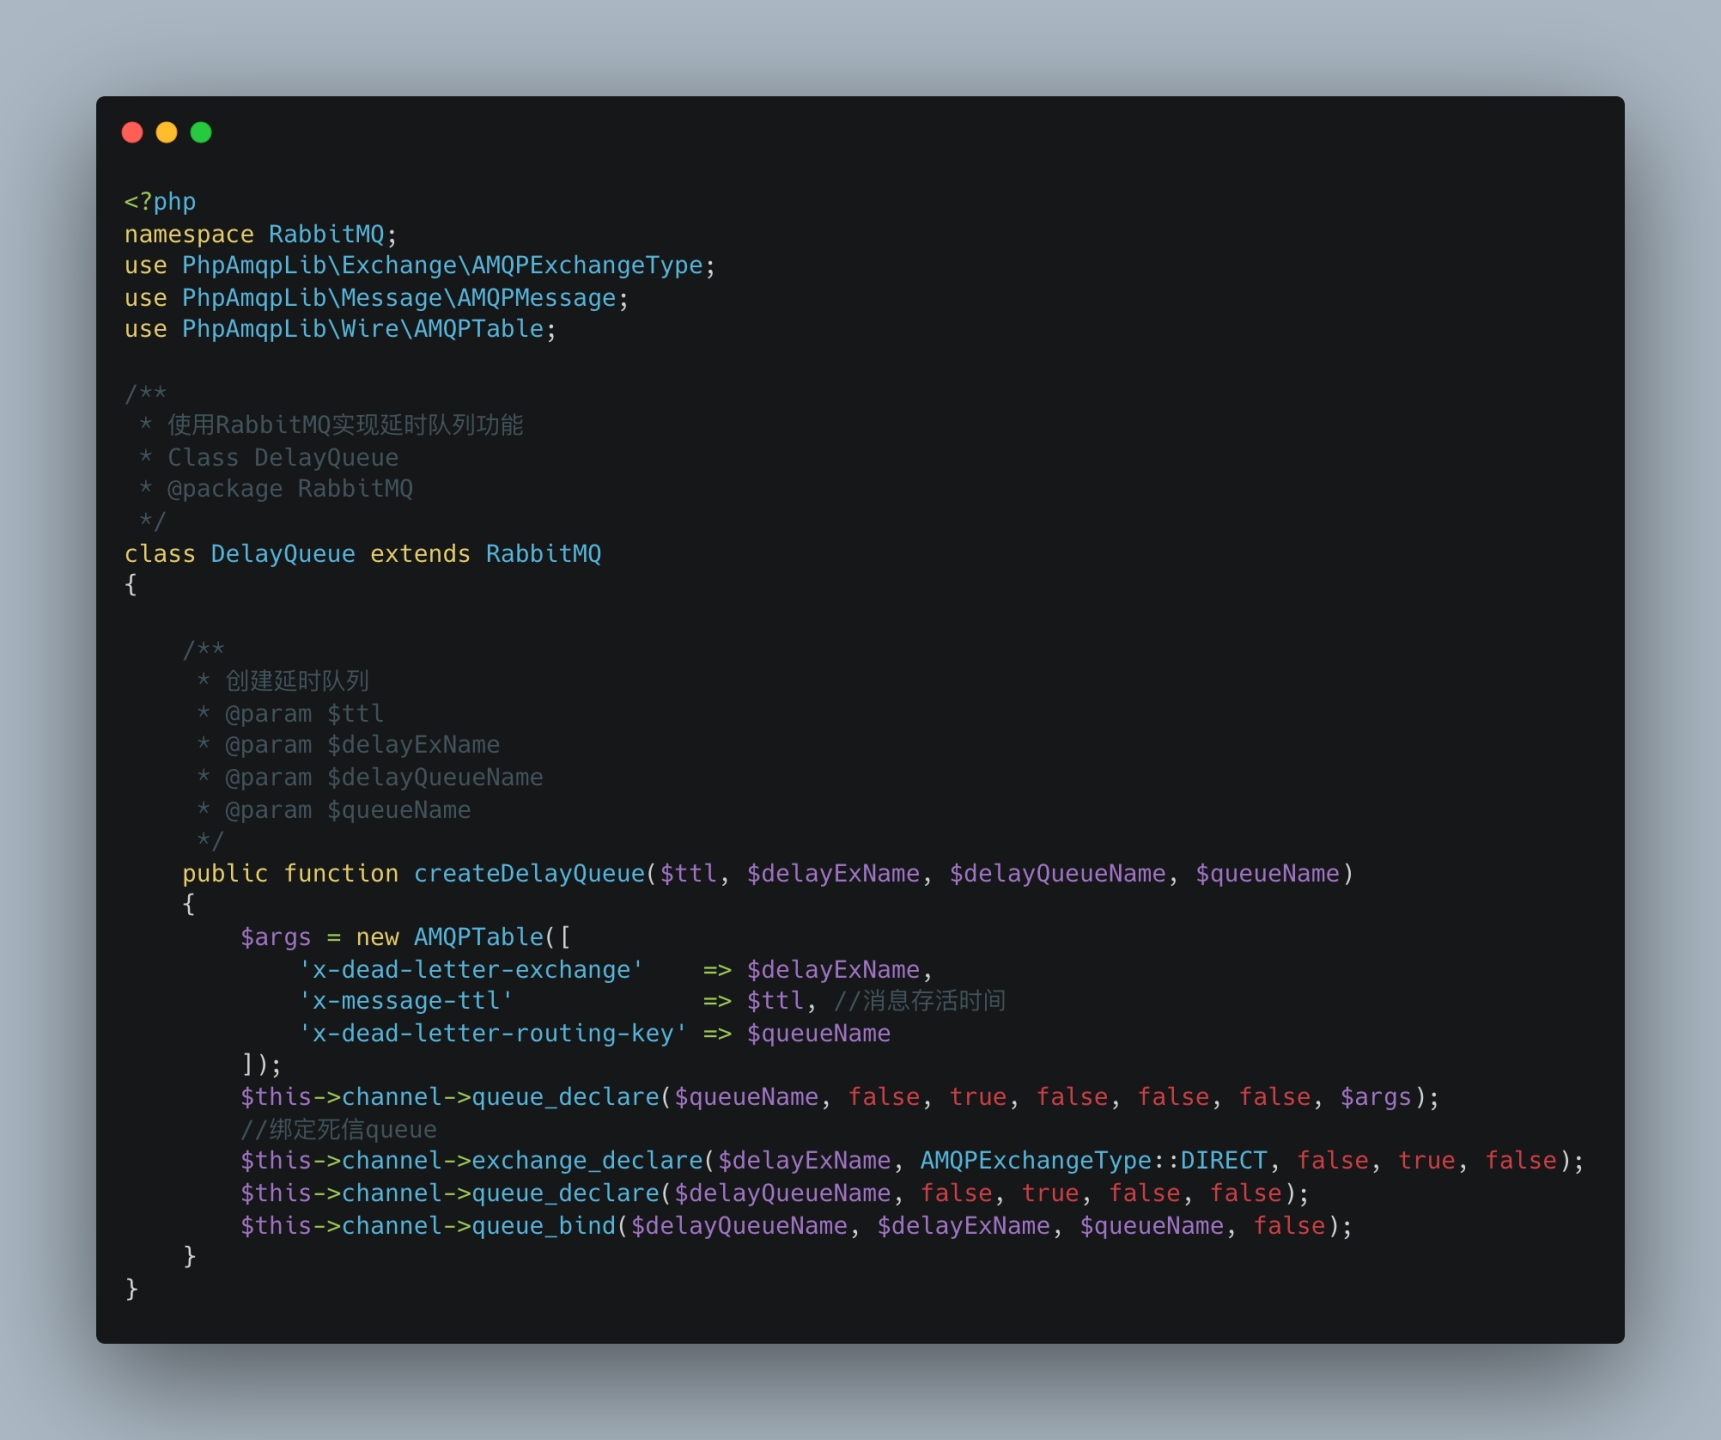 <?php
namespace RabbitMQ;
use PhpAmqpLib\Exchange\AMQPExchangeType;
use PhpAmqpLib\Message\AMQPMessage;
use PhpAmqpLib\Wire\AMQPTable;

/**
 * 使用RabbitMQ实现延时队列功能
 * Class DelayQueue
 * @package RabbitMQ
 */
class DelayQueue extends RabbitMQ
{

    /**
     * 创建延时队列
     * @param $ttl
     * @param $delayExName
     * @param $delayQueueName
     * @param $queueName
     */
    public function createDelayQueue($ttl, $delayExName, $delayQueueName, $queueName)
    {
        $args = new AMQPTable([
            'x-dead-letter-exchange'    => $delayExName,
            'x-message-ttl'             => $ttl, //消息存活时间
            'x-dead-letter-routing-key' => $queueName
        ]);
        $this->channel->queue_declare($queueName, false, true, false, false, false, $args);
        //绑定死信queue
        $this->channel->exchange_declare($delayExName, AMQPExchangeType::DIRECT, false, true, false);
        $this->channel->queue_declare($delayQueueName, false, true, false, false);
        $this->channel->queue_bind($delayQueueName, $delayExName, $queueName, false);
    }
}